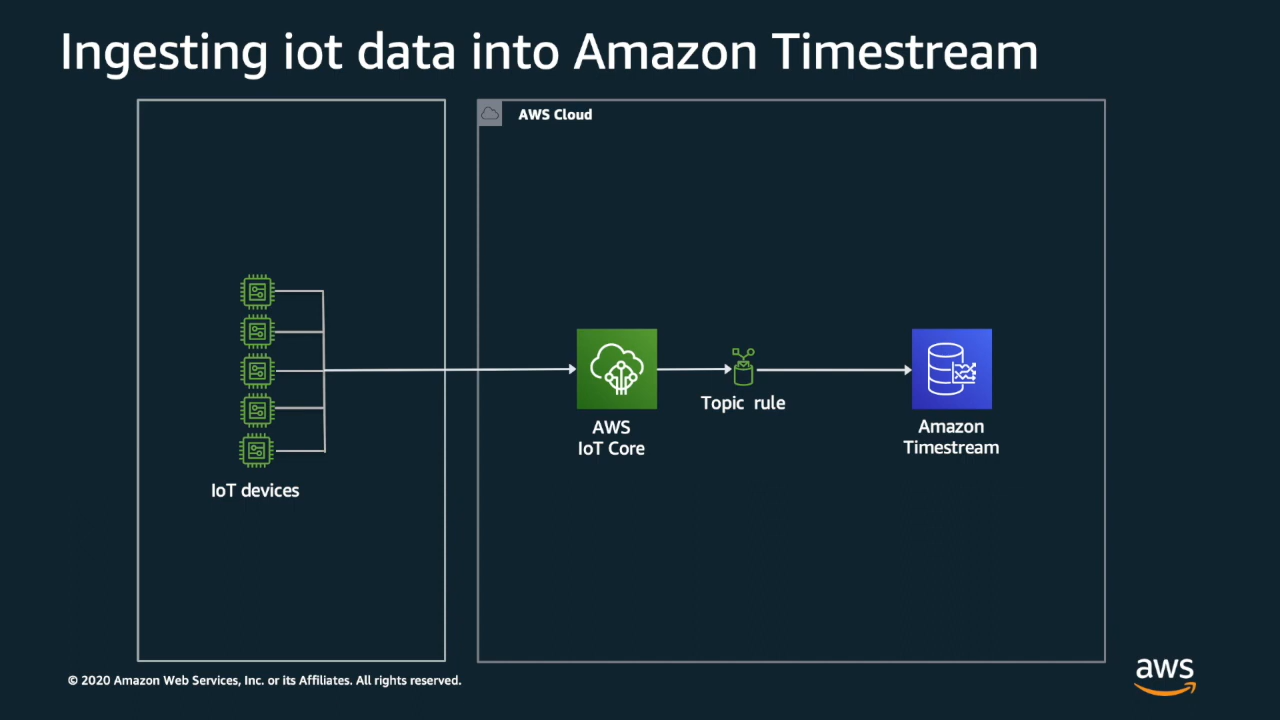 Ingesting iot data into Amazon Timestream
AWS Cloud
IoT devices
AWS
IoT Core
Topic rule
Amazon
Timestream
© 2020 Amazon Web Services, Inc. or its Affiliates. All rights reserved.
aws